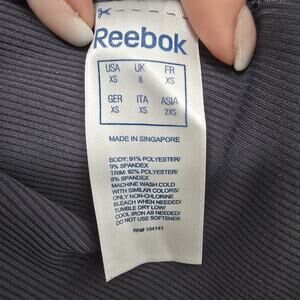 Reebok
USA UK FR
XS 8 XS
GER ITA ASIA
XS XS 2XS
MADE IN SINGAPORE
BODY: 91% POLYESTER/
9% SPANDEX
TRIM: 92% POLYESTER/
8% SPANDEX
MACHINE WASH COLD
WITH SIMILAR COLORS/
ONLY NON-CHLORINE
BLEACH WHEN NEEDED/
TUMBLE DRY LOW/
COOL IRON AS NEEDED/
DO NOT USE SOFTENER
RN# 104141